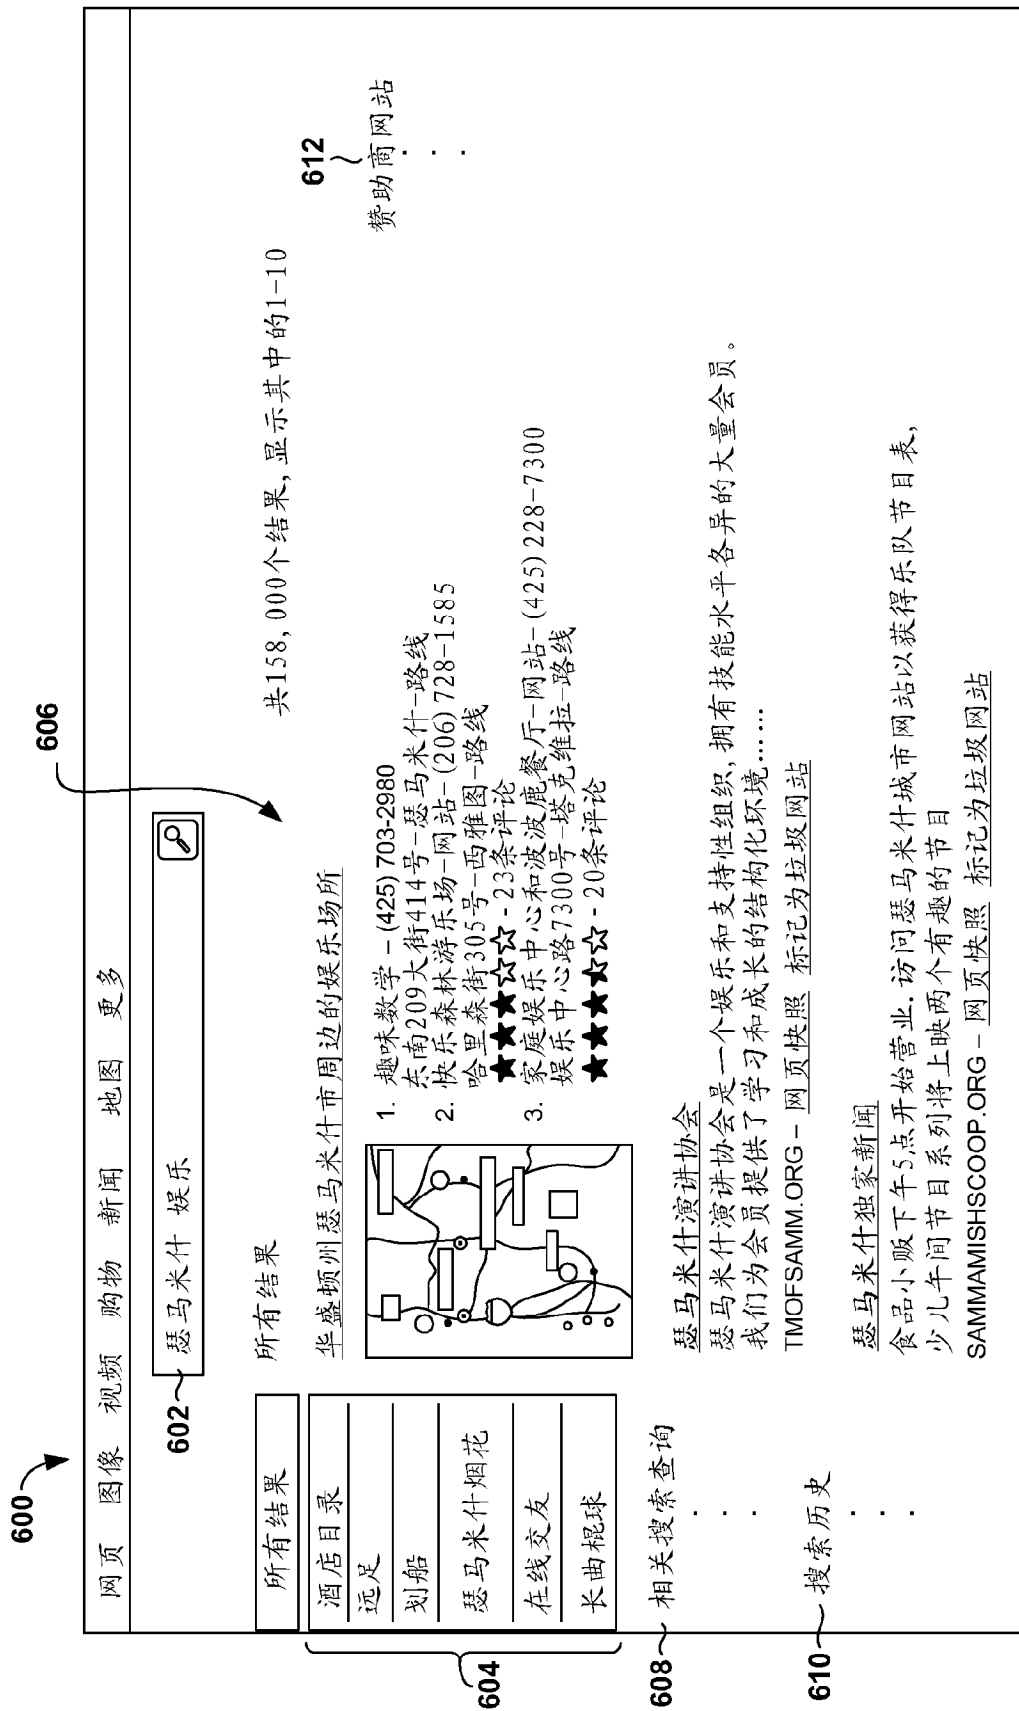 600
网页 图像 视频 购物 新闻 地图 更多
602
瑟马米什 娱乐
606
所有结果
所有结果
共158,000个结果,显示其中的1-10
604
酒店目录
远足
划船
瑟马米什烟花
在线交友
长曲棍球
华盛顿州瑟马米什市周边的娱乐场所
1. 趣味数学-(425) 703-2980
东南209大街414号-瑟马米什-路线
2. 快乐森林游乐场-网站-(206)728-1585
哈里森街305号-西雅图-路线
★★★☆☆ - 23条评论
3. 家庭娱乐中心和波波鹿餐厅-网站-(425)228-7300
娱乐中心路7300号-塔克维拉-路线
- 20条评论
612
赞助商网站
608
相关搜索查询
瑟马米什演讲协会
瑟马米什演讲协会是一个娱乐和支持性组织,拥有技能水平各异的大量会员。
我们为会员提供了学习和成长的结构化环境……
TMOFSAMM.ORG - 网页快照 标记为垃圾网站
610
搜索历史
瑟马米什独家新闻
食品小贩下午5点开始营业.访问瑟马米什城市网站以获得乐队节目表,
少儿午间节目系列将上映两个有趣的节目
SAMMAMISHSCOOP.ORG - 网页快照 标记为垃圾网站